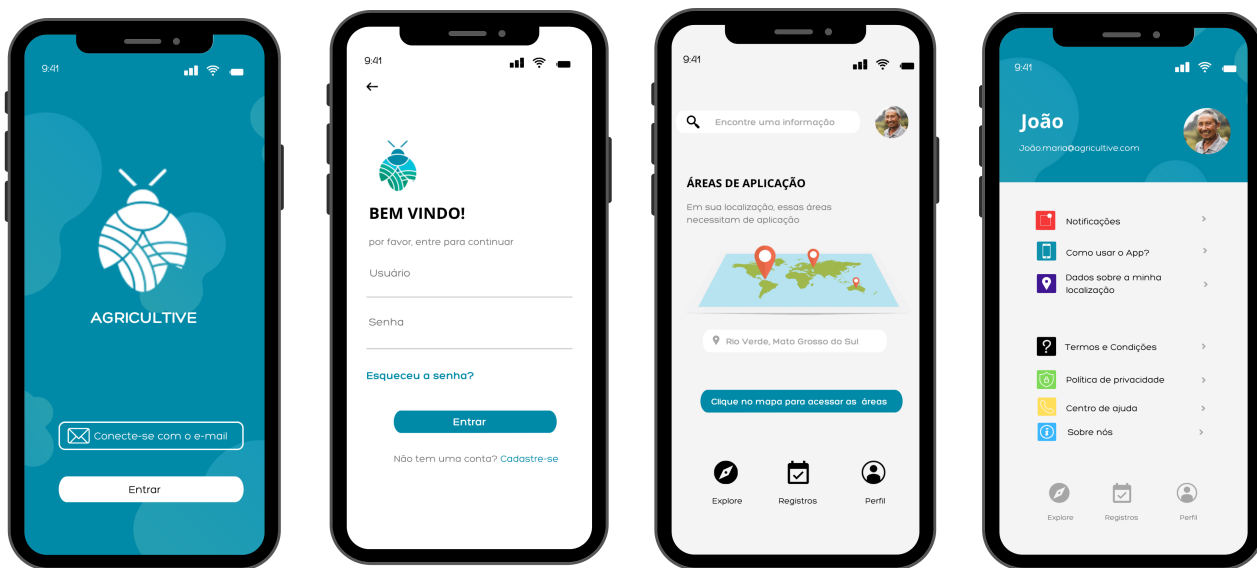 9:41
AGRICULTIVE
Conecte-se com o e-mail
Entrar
9:41
BEM VINDO!
por favor, entre para continuar
Usuário
Senha
Esqueceu a senha?
Entrar
Não tem uma conta? Cadastre-se
9:41
Encontre uma informação
ÁREAS DE APLICAÇÃO
Em sua localização, essas áreas
necessitam de aplicação
Rio Verde, Mato Grosso do Sul
Clique no mapa para acessar as áreas
Explore Registros Perfil
9:41
João
João.maria@agricultive.com
Notificações
Como usar o App?
Dados sobre a minha
localização
Termos e Condições
Política de privacidade
Centro de ajuda
Sobre nós
Explore Registros Perfil